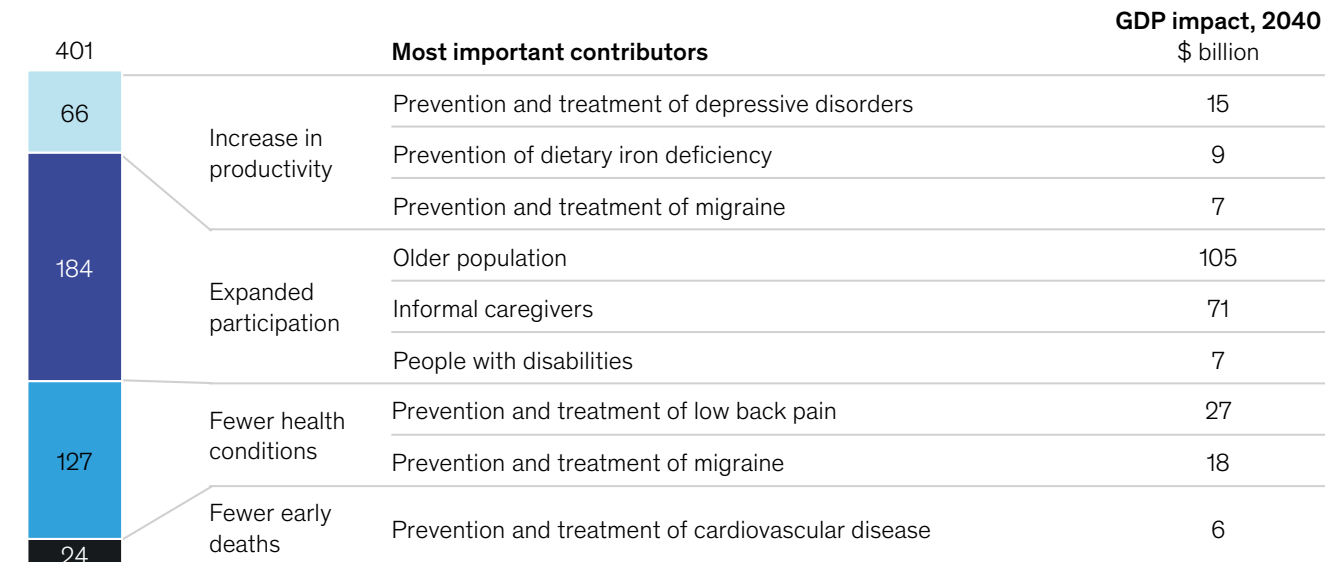 GDP impact, 2040
401 Most important contributors $ billion
66
Increase in
productivity
Prevention and treatment of depressive disorders 15
Prevention of dietary iron deficiency 9
Prevention and treatment of migraine 7
184
Expanded
participation
Older population 105
Informal caregivers 71
People with disabilities 7
127
Fewer health
conditions
Prevention and treatment of low back pain 27
Prevention and treatment of migraine 18
24
Fewer early
deaths
Prevention and treatment of cardiovascular disease 6